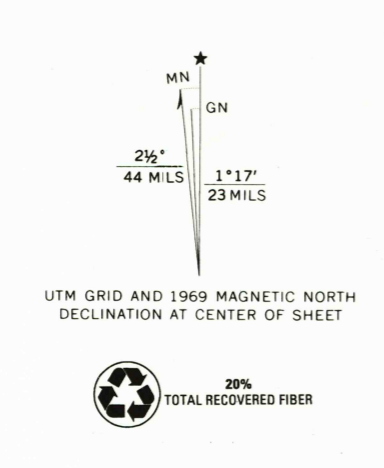 ★
MN
GN
2½°
44 MILS
1°17'
23 MILS
UTM GRID AND 1969 MAGNETIC NORTH
DECLINATION AT CENTER OF SHEET
20%
TOTAL RECOVERED FIBER